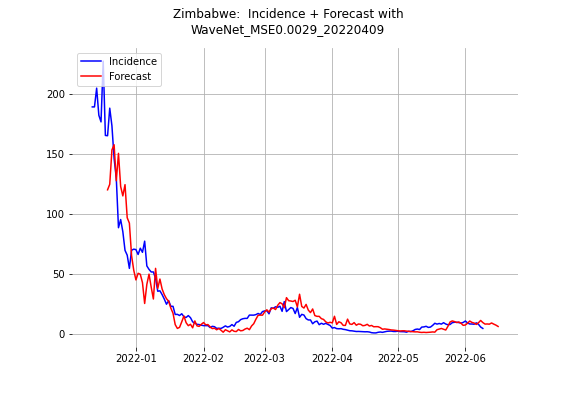 Zimbabwe:  Incidence + Forecast with
WaveNet_MSE0.0029_20220409
Incidence
Forecast
200
150
100
50
0
2022-01
2022-02
2022-03
2022-04
2022-05
2022-06